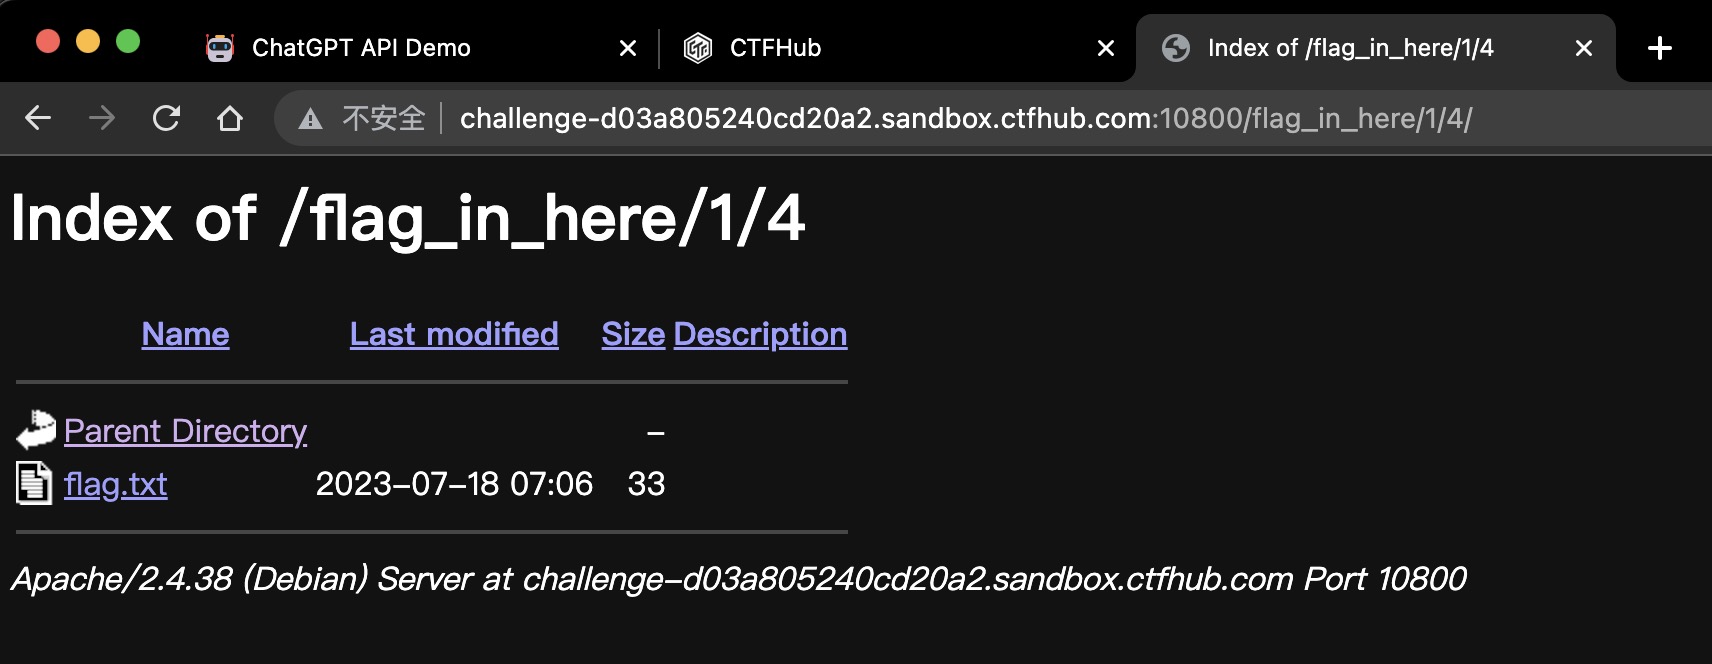 ChatGPT API Demo CTFHub Index of /flag_in_here/1/4
不安全 challenge-d03a805240cd20a2.sandbox.ctfhub.com:10800/flag_in_here/1/4/
Index of /flag_in_here/1/4
Name Last modified Size Description
Parent Directory –
flag.txt 2023-07-18 07:06 33
Apache/2.4.38 (Debian) Server at challenge-d03a805240cd20a2.sandbox.ctfhub.com Port 10800